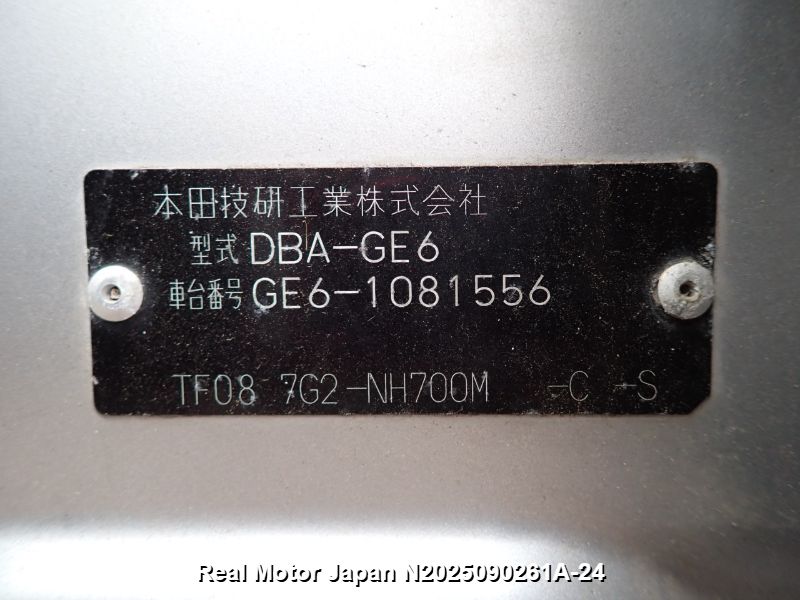 本田技研工業株式会社
型式 DBA-GE6
車台番号 GE6-1081556
TF08 7G2-NH700M -C -S
Real Motor Japan N2025090261A-24